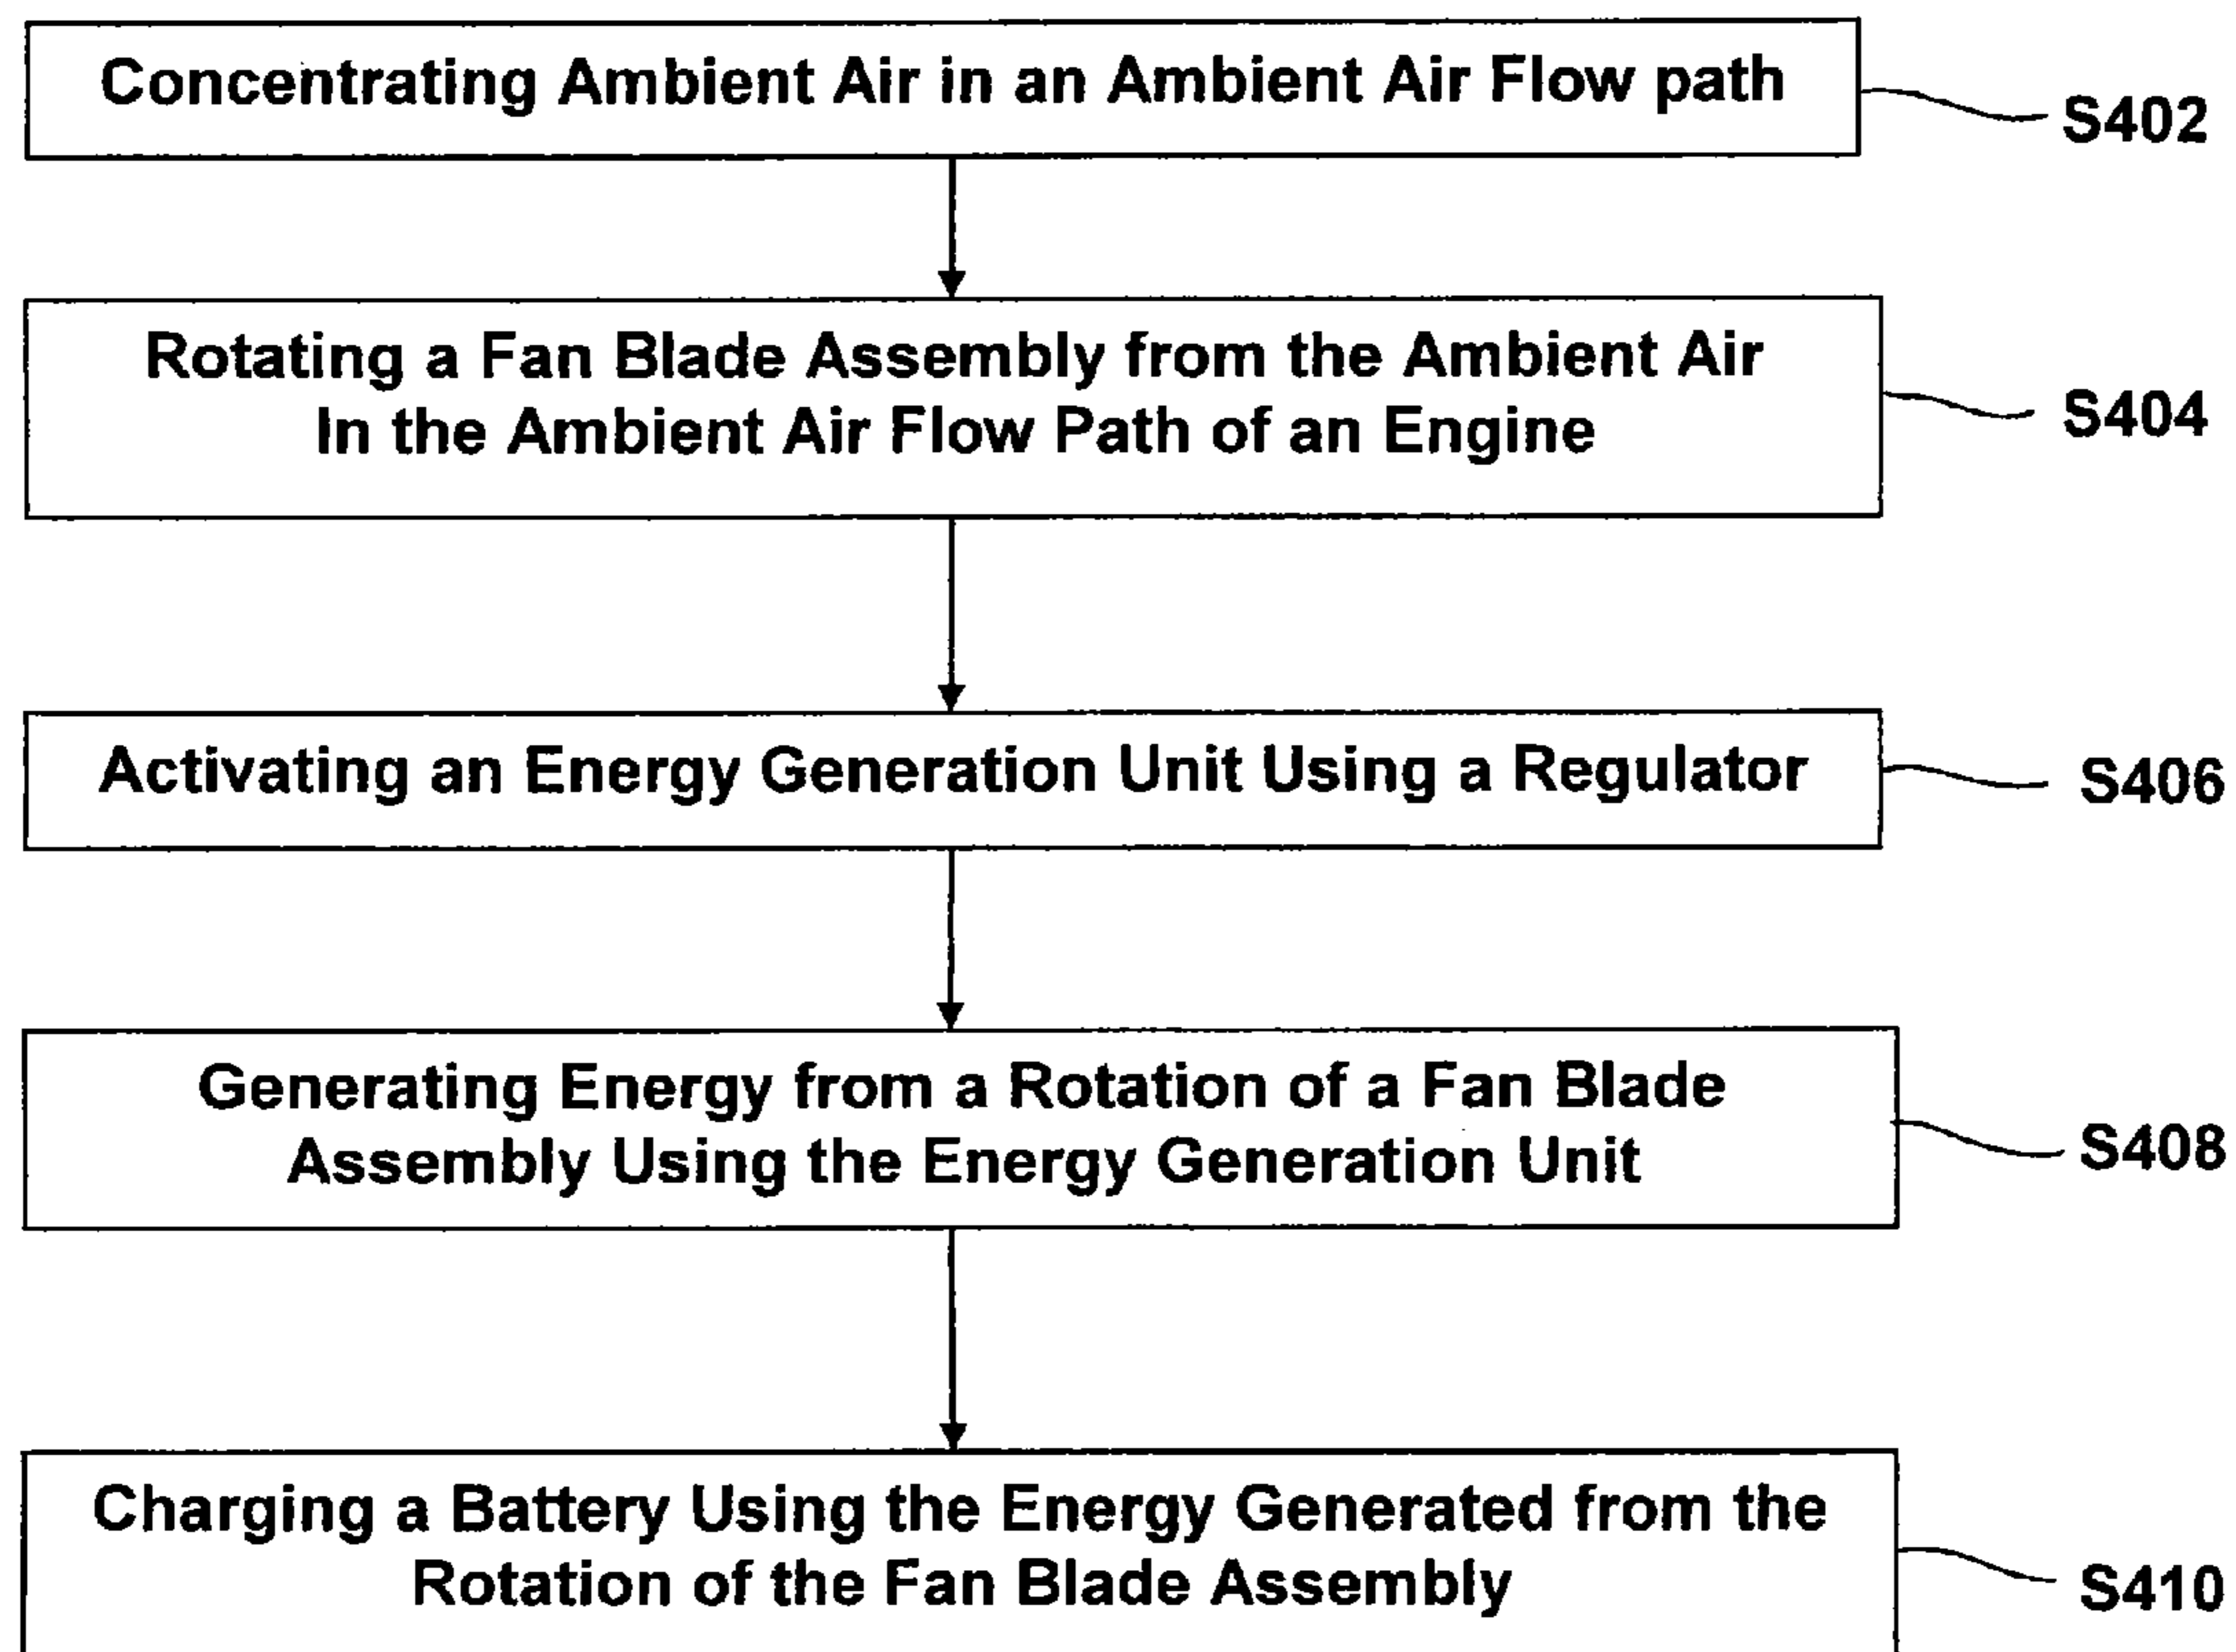 Concentrating Ambient Air in an Ambient Air Flow path
S402
Rotating a Fan Blade Assembly from the Ambient Air
In the Ambient Air Flow Path of an Engine
S404
Activating an Energy Generation Unit Using a Regulator
S406
Generating Energy from a Rotation of a Fan Blade
Assembly Using the Energy Generation Unit
S408
Charging a Battery Using the Energy Generated from the
Rotation of the Fan Blade Assembly
S410